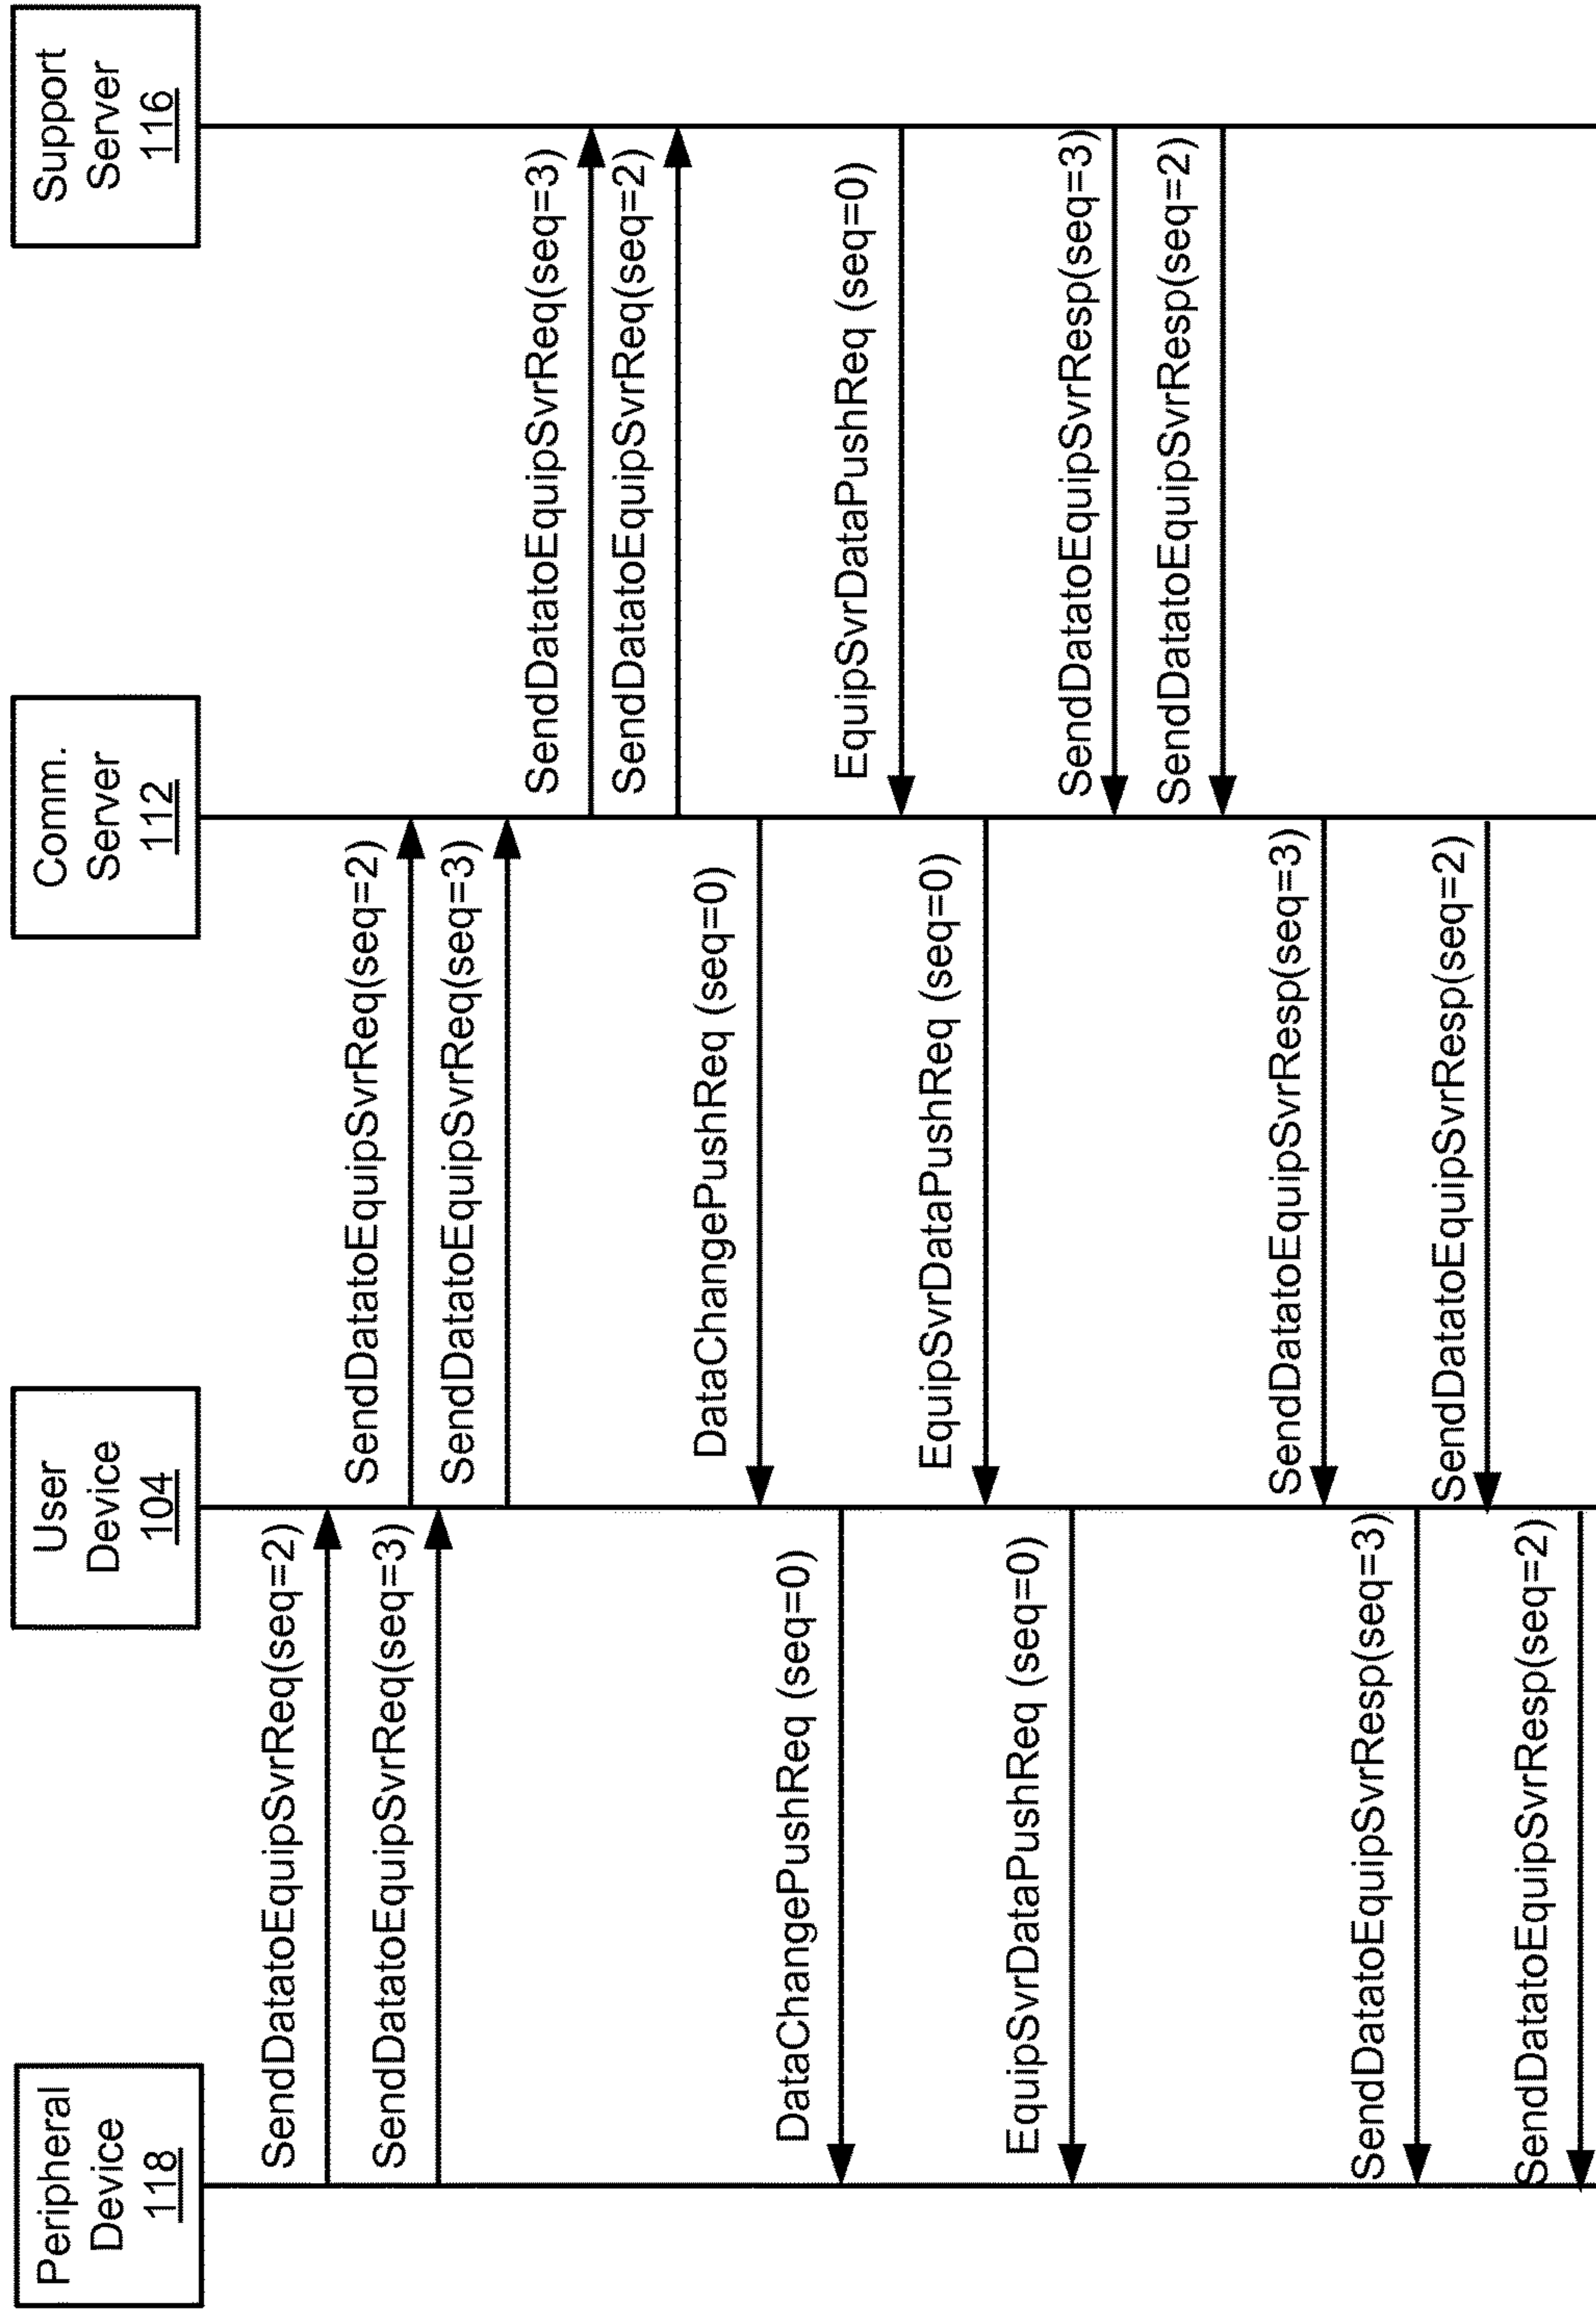 Peripheral
Device
118
User
Device
104
Comm.
Server
112
Support
Server
116
SendDatatoEquipSvrReq(seq=2)
SendDatatoEquipSvrReq(seq=2)
SendDatatoEquipSvrReq(seq=3)
SendDatatoEquipSvrReq(seq=3)
SendDatatoEquipSvrReq(seq=3)
SendDatatoEquipSvrReq(seq=2)
DataChangePushReq (seq=0)
DataChangePushReq (seq=0)
EquipSvrDataPushReq (seq=0)
EquipSvrDataPushReq (seq=0)
EquipSvrDataPushReq (seq=0)
SendDatatoEquipSvrResp(seq=3)
SendDatatoEquipSvrResp(seq=2)
SendDatatoEquipSvrResp(seq=3)
SendDatatoEquipSvrResp(seq=3)
SendDatatoEquipSvrResp(seq=2)
SendDatatoEquipSvrResp(seq=2)